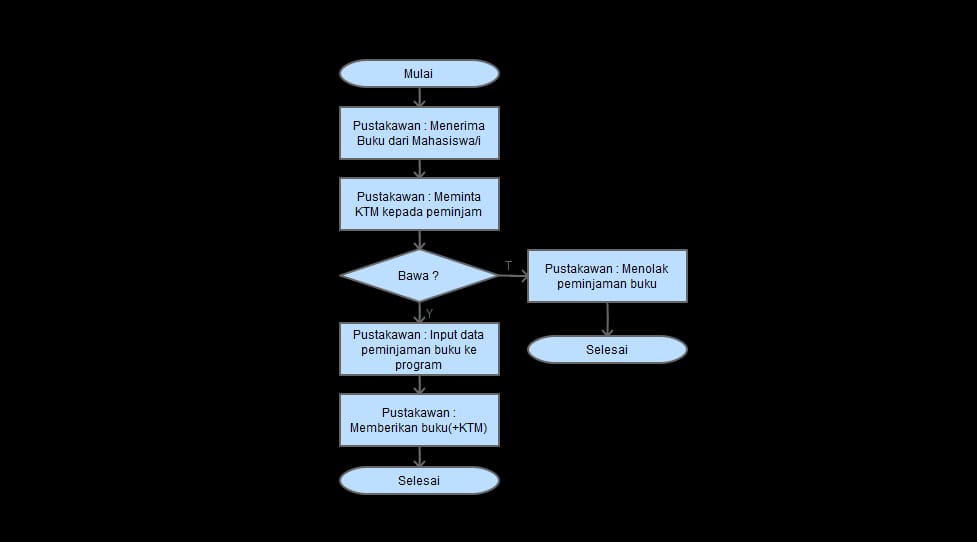 Mulai
Pustakawan : Menerima
Buku dari Mahasiswa/i
Pustakawan : Meminta
KTM kepada peminjam
Bawa ?
T
Pustakawan : Menolak
peminjaman buku
Selesai
Y
Pustakawan : Input data
peminjaman buku ke
program
Pustakawan :
Memberikan buku(+KTM)
Selesai